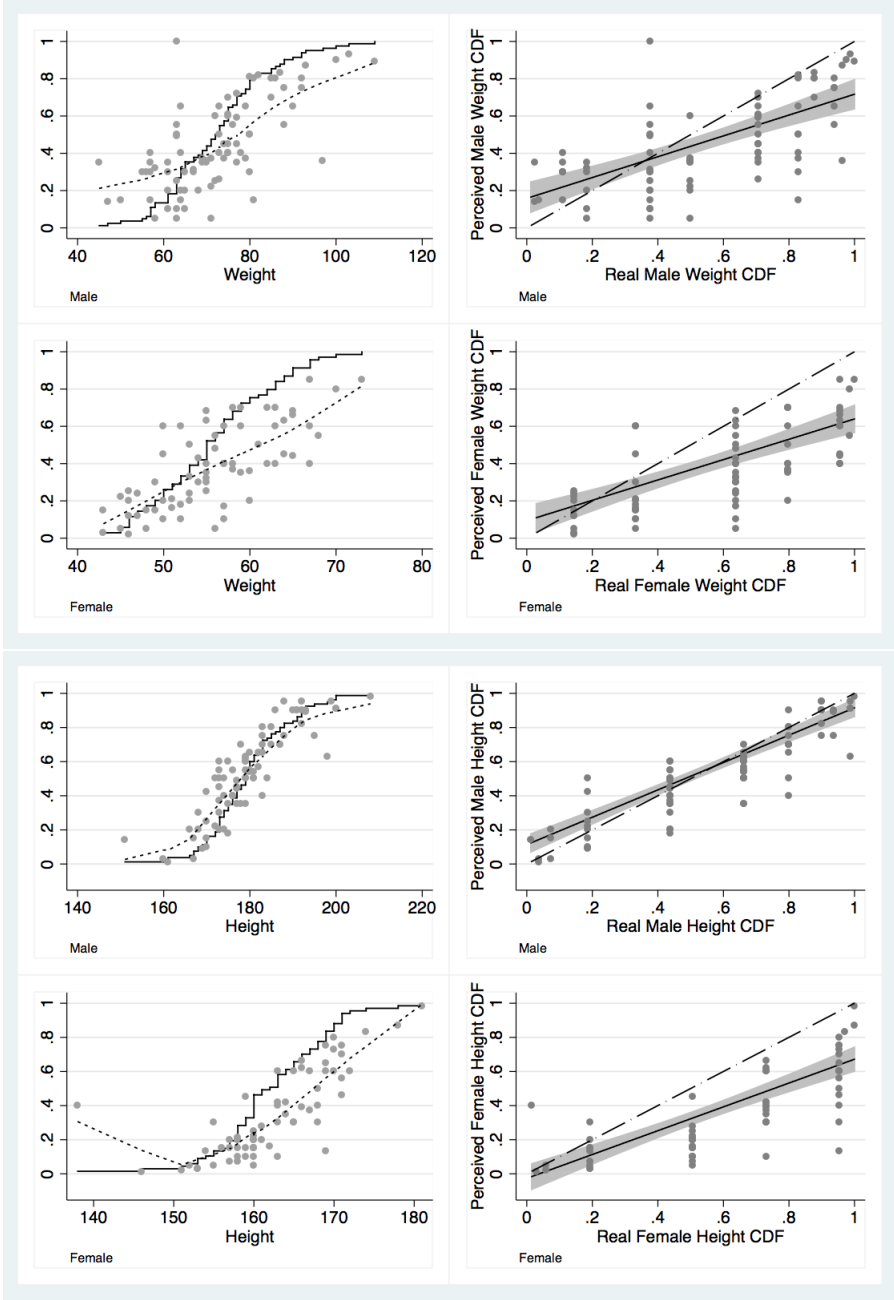 0 .2 .4 .6 .8 1
40 60 80 100 120
Weight
Male
Perceived Male Weight CDF
0 .2 .4 .6 .8 1
0 .2 .4 .6 .8 1
Real Male Weight CDF
Male
0 .2 .4 .6 .8 1
40 50 60 70 80
Weight
Female
Perceived Female Weight CDF
0 .2 .4 .6 .8 1
0 .2 .4 .6 .8 1
Real Female Weight CDF
Female
0 .2 .4 .6 .8 1
140 160 180 200 220
Height
Male
Perceived Male Height CDF
0 .2 .4 .6 .8 1
0 .2 .4 .6 .8 1
Real Male Height CDF
Male
0 .2 .4 .6 .8 1
140 150 160 170 180
Height
Female
Perceived Female Height CDF
0 .2 .4 .6 .8 1
0 .2 .4 .6 .8 1
Real Female Height CDF
Female